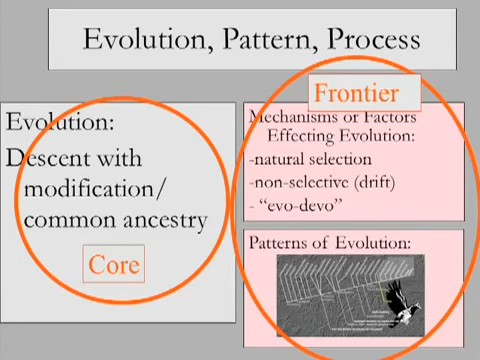 Evolution, Pattern, Process
Evolution:
Descent with
modification/
common ancestry
Core
Frontier
Mechanisms or Factors
Effecting Evolution:
-natural selection
-non-selective (drift)
- “evo-devo”
Patterns of Evolution: